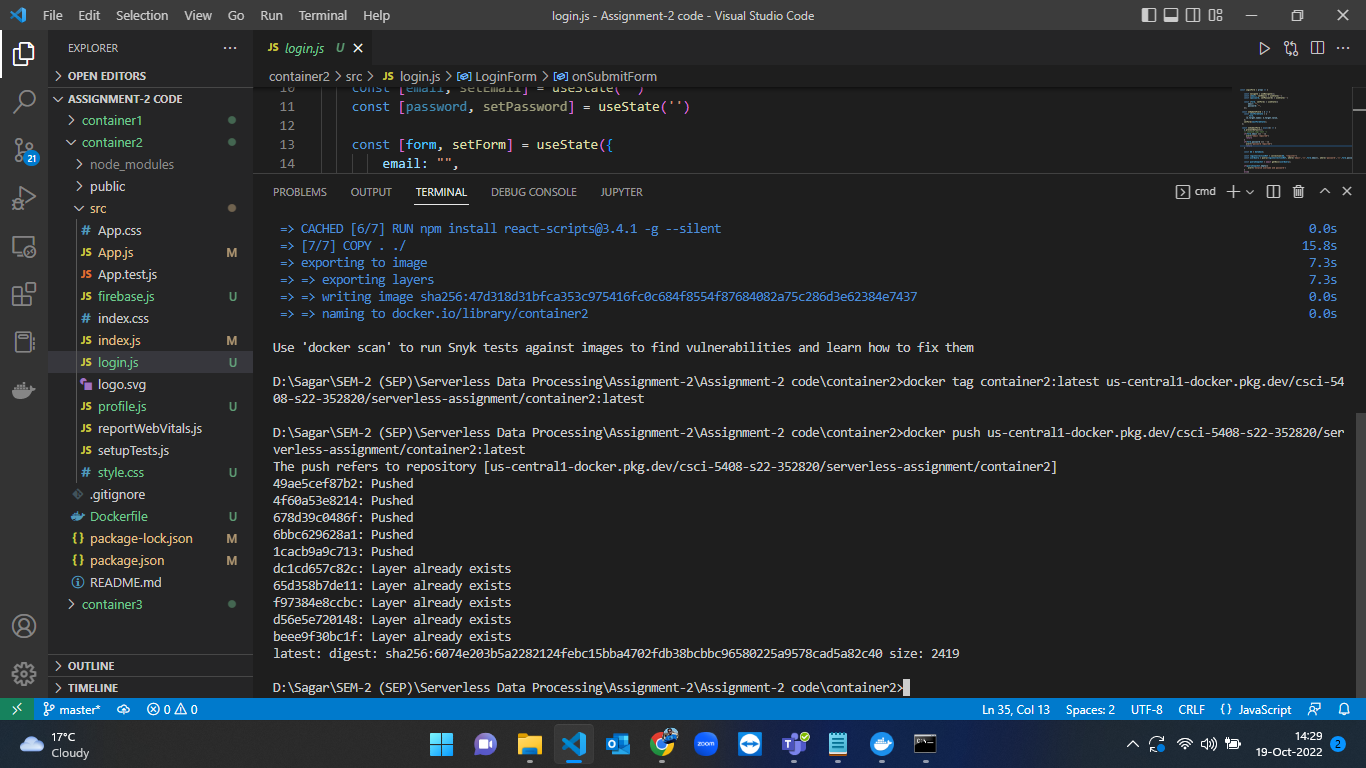 File Edit Selection View Go Run Terminal Help
login.js - Assignment-2 code - Visual Studio Code
EXPLORER
OPEN EDITORS
ASSIGNMENT-2 CODE
container1
container2
node_modules
public
src
# App.css
JS App.js M
JS App.test.js
JS firebase.js U
# index.css
JS index.js M
JS login.js U
logo.svg
JS profile.js U
JS reportWebVitals.js
JS setupTests.js
# style.css U
.gitignore
Dockerfile U
{} package-lock.json M
{} package.json M
README.md
container3
OUTLINE
TIMELINE
21
JS login.js U
container2 > src > JS login.js > LoginForm > onSubmitForm
10 const [email, setEmail] = useState('')
11 const [password, setPassword] = useState('')
12
13 const [form, setForm] = useState({
14 email: "",
PROBLEMS OUTPUT TERMINAL DEBUG CONSOLE JUPYTER
cmd
=> CACHED [6/7] RUN npm install react-scripts@3.4.1 -g --silent 0.0s
=> [7/7] COPY . ./ 15.8s
=> exporting to image 7.3s
=> => exporting layers 7.3s
=> => writing image sha256:47d318d31bfca353c975416fc0c684f8554f87684082a75c286d3e62384e7437 0.0s
=> => naming to docker.io/library/container2 0.0s
Use 'docker scan' to run Snyk tests against images to find vulnerabilities and learn how to fix them
D:\Sagar\SEM-2 (SEP)\Serverless Data Processing\Assignment-2\Assignment-2 code\container2>docker tag container2:latest us-central1-docker.pkg.dev/csci-54
08-s22-352820/serverless-assignment/container2:latest
D:\Sagar\SEM-2 (SEP)\Serverless Data Processing\Assignment-2\Assignment-2 code\container2>docker push us-central1-docker.pkg.dev/csci-5408-s22-352820/ser
verless-assignment/container2:latest
The push refers to repository [us-central1-docker.pkg.dev/csci-5408-s22-352820/serverless-assignment/container2]
49ae5cef87b2: Pushed
4f60a53e8214: Pushed
678d39c0486f: Pushed
6bbc629628a1: Pushed
1cacb9a9c713: Pushed
dc1cd657c82c: Layer already exists
65d358b7de11: Layer already exists
f97384e8ccbc: Layer already exists
d56e5e720148: Layer already exists
beee9f30bc1f: Layer already exists
latest: digest: sha256:6074e203b5a2282124febc15bba4702fdb38bcbbc96580225a9578cad5a82c40 size: 2419
D:\Sagar\SEM-2 (SEP)\Serverless Data Processing\Assignment-2\Assignment-2 code\container2>
master* 0 0
Ln 35, Col 13 Spaces: 2 UTF-8 CRLF {} JavaScript
17°C
Cloudy
zoom
14:29
19-Oct-2022
2